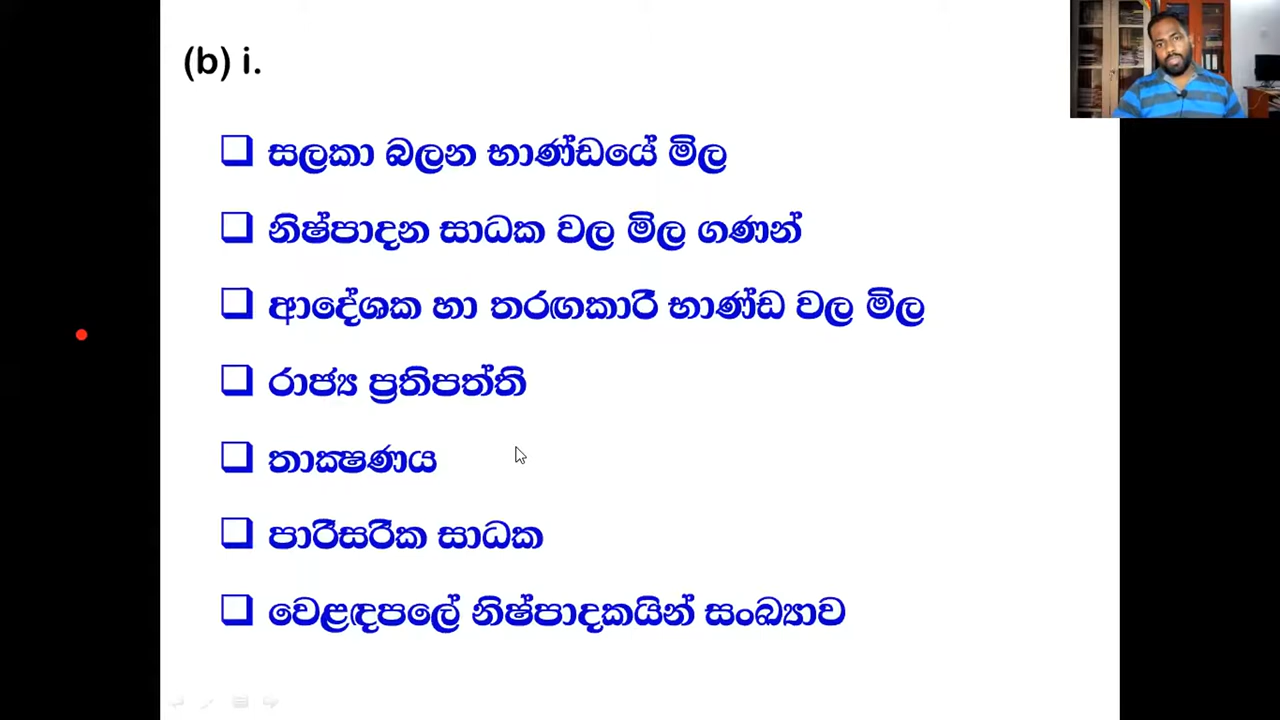 (b) i.
සලකා බලන භාණ්ඩයේ මිල
නිෂ්පාදන සාධක වල මිල ගණන්
ආදේශක හා තරඟකාරී භාණ්ඩ වල මිල
රාජ්‍ය ප්‍රතිපත්ති
තාක්‍ෂණය
පාරිසරික සාධක
වෙළඳපලේ නිෂ්පාදකයින් සංඛ්‍යාව